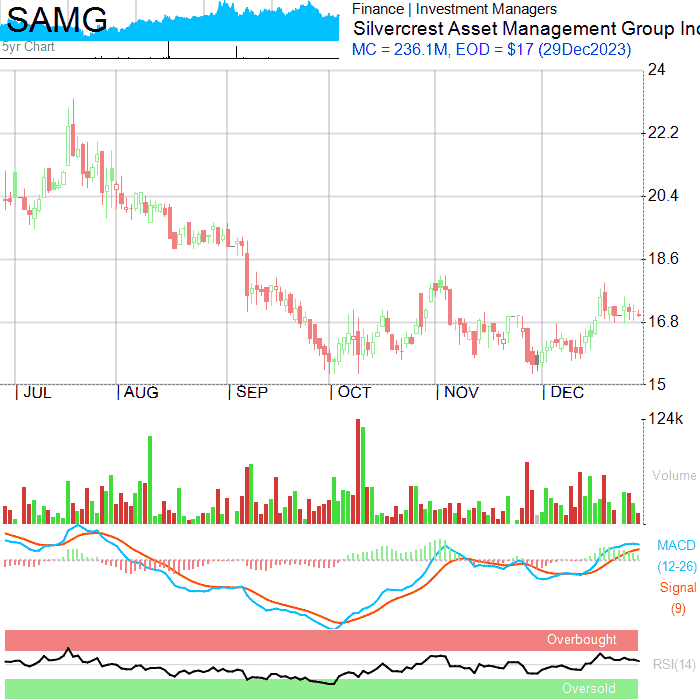 SAMG
Finance | Investment Managers
Silvercrest Asset Management Group Inc
MC = 236.1M, EOD = $17 (29Dec2023)
5yr Chart
24
22.2
20.4
18.6
16.8
15
JUL
AUG
SEP
OCT
NOV
DEC
124k
Volume
MACD
(12-26)
Signal
(9)
Overbought
RSI(14)
Oversold